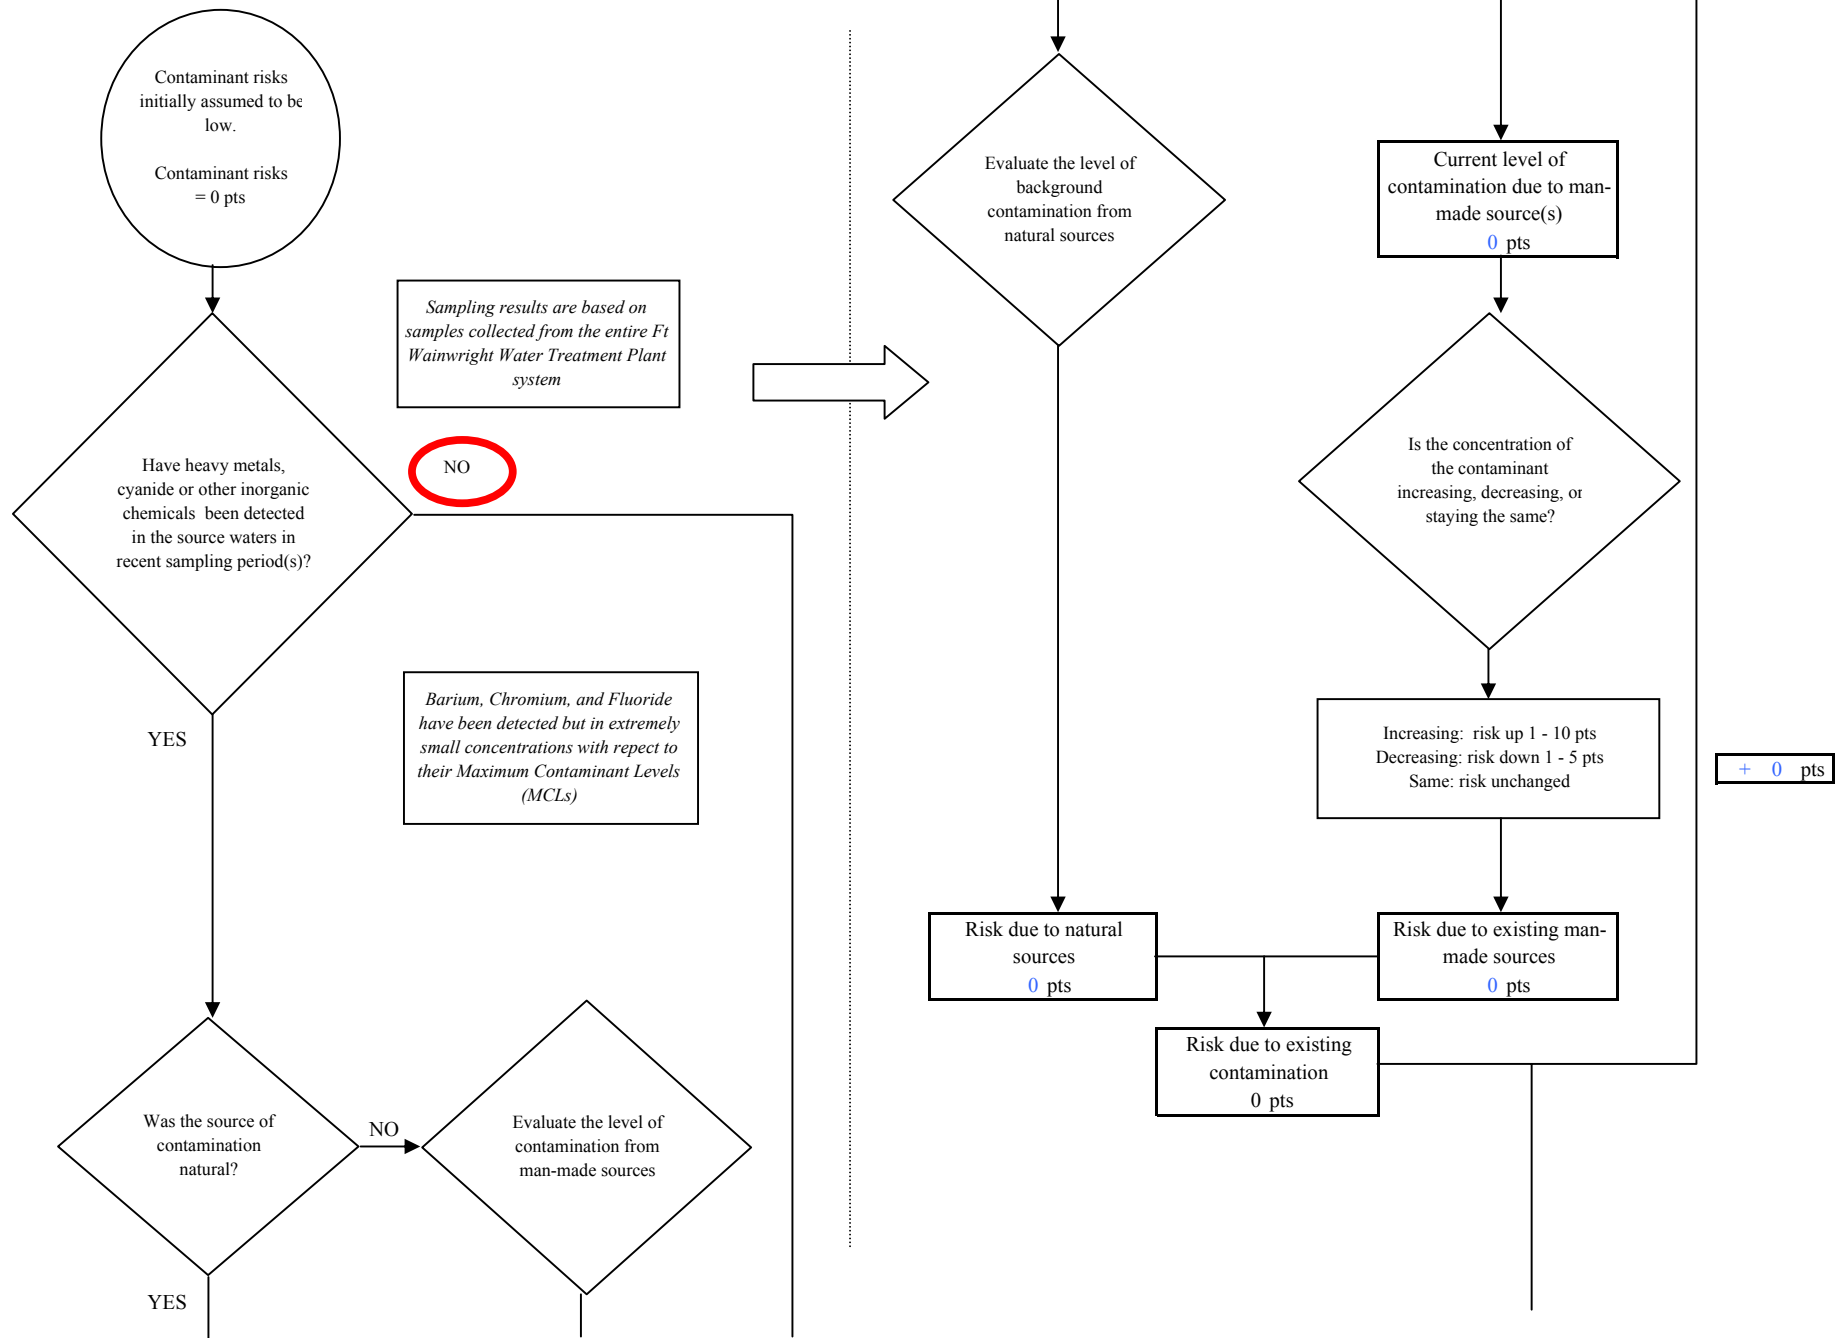 Contaminant risks
initially assumed to be
low.
Contaminant risks
= 0 pts
Sampling results are based on
samples collected from the entire Ft
Wainwright Water Treatment Plant
system
NO
Have heavy metals,
cyanide or other inorganic
chemicals been detected
in the source waters in
recent sampling period(s)?
YES
Barium, Chromium, and Fluoride
have been detected but in extremely
small concentrations with repect to
their Maximum Contaminant Levels
(MCLs)
Was the source of
contamination
natural?
NO
Evaluate the level of
contamination from
man-made sources
YES
Evaluate the level of
background
contamination from
natural sources
Current level of
contamination due to man-
made source(s)
0 pts
Is the concentration of
the contaminant
increasing, decreasing, or
staying the same?
Increasing: risk up 1 - 10 pts
Decreasing: risk down 1 - 5 pts
Same: risk unchanged
+ 0 pts
Risk due to natural
sources
0 pts
Risk due to existing man-
made sources
0 pts
Risk due to existing
contamination
0 pts